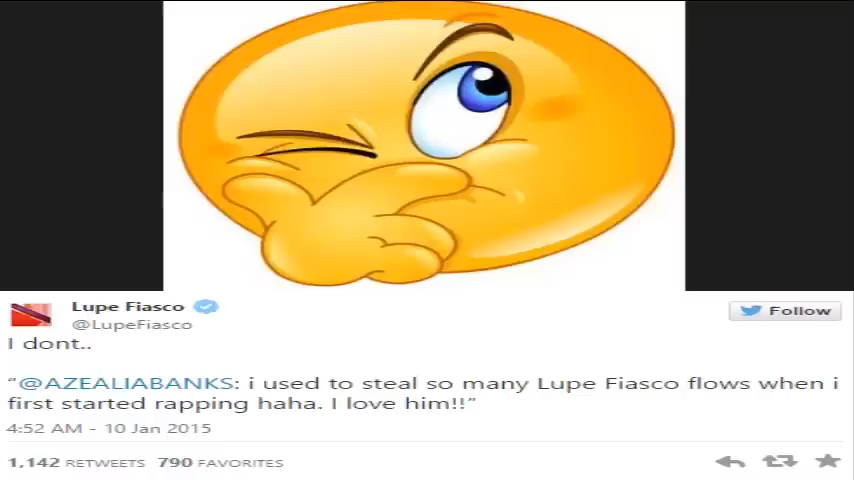 Lupe Fiasco
Follow
@LupeFiasco
I dont..
“@AZEALIABANKS: i used to steal so many Lupe Fiasco flows when i
first started rapping haha. I love him!!”
4:52 AM - 10 Jan 2015
1,142 RETWEETS 790 FAVORITES